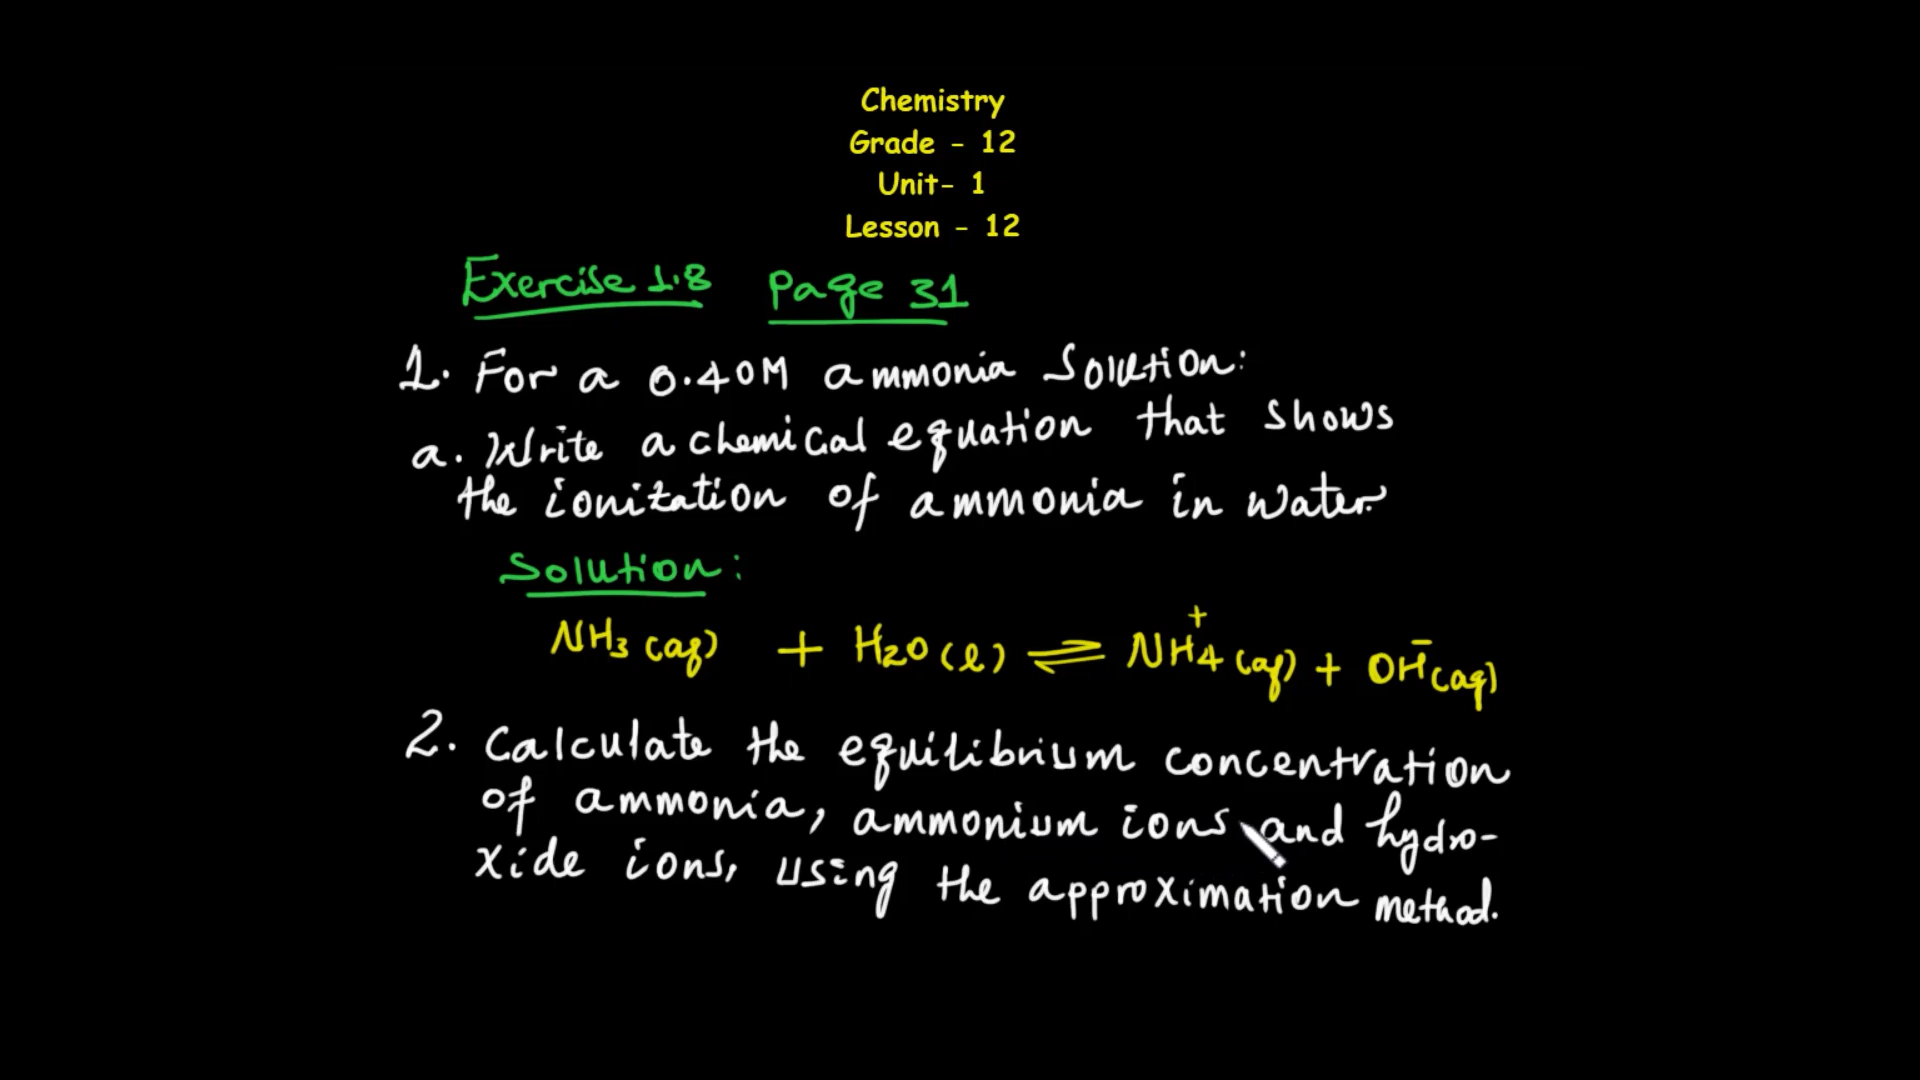 Chemistry
Grade - 12
Unit- 1
Lesson - 12
Exercise 1.8 Page 31
1. For a 0.40M ammonia Solution:
a. Write a chemical equation that shows
the ionization of ammonia in water.
Solution:
NH₃ (aq) + H₂O (l) ⇌ NH₄⁺ (aq) + OH⁻ (aq)
2. Calculate the equilibrium concentration
of ammonia, ammonium ions and hydro-
xide ions, using the approximation method.